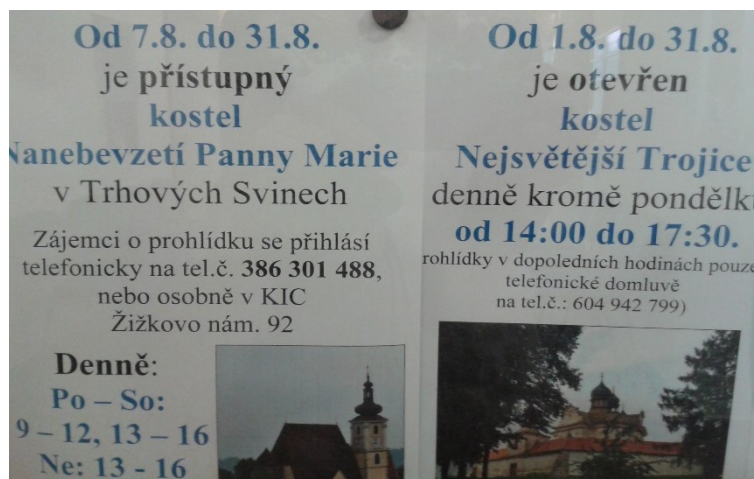 Od 7.8. do 31.8.
je přístupný
kostel
Nanebevzetí Panny Marie
v Trhových Svinech
Zájemci o prohlídku se přihlásí
telefonicky na tel.č. 386 301 488,
nebo osobně v KIC
Žižkovo nám. 92
Denně:
Po – So:
9 – 12, 13 – 16
Ne: 13 - 16
Od 1.8. do 31.8.
je otevřen
kostel
Nejsvětější Trojice
denně kromě pondělku
od 14:00 do 17:30.
rohlídky v dopoledních hodinách pouze
telefonické domluvě
na tel.č.: 604 942 799)